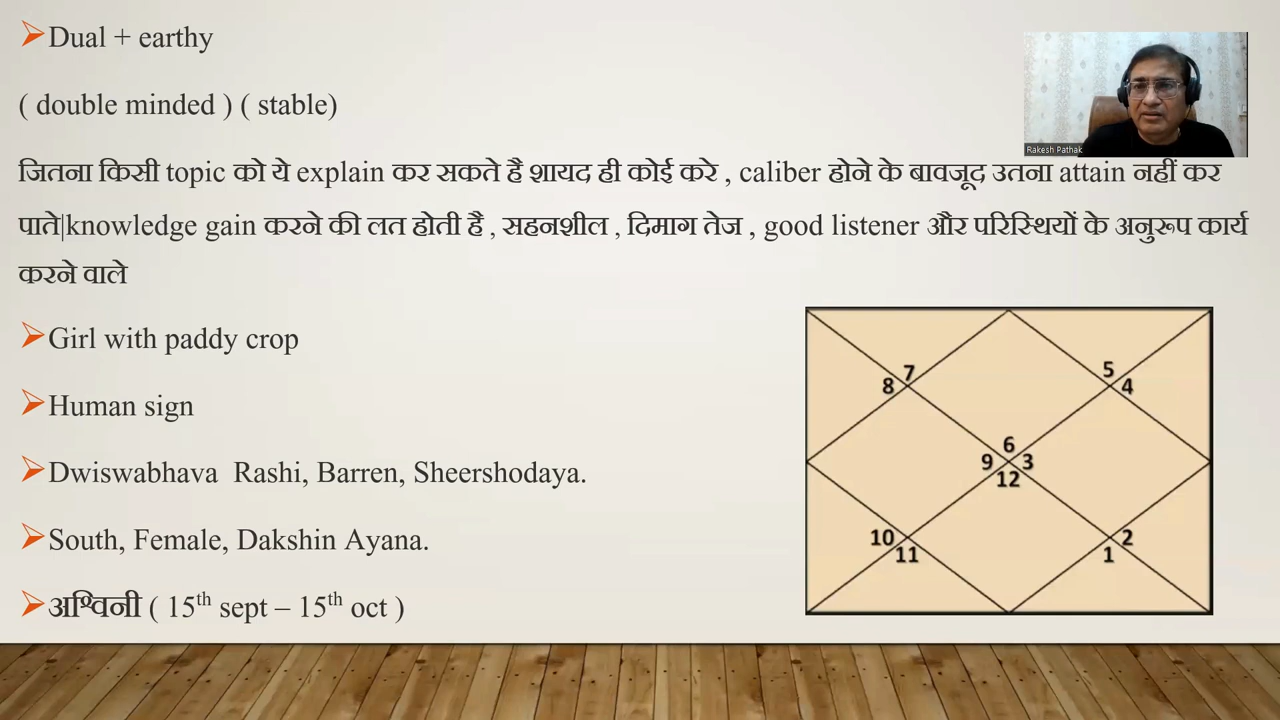 Dual + earthy
( double minded ) ( stable)
Rakesh Pathak
जितना किसी topic को ये explain कर सकते है शायद ही कोई करे , caliber होने के बावजूद उतना attain नहीं कर
पाते|knowledge gain करने की लत होती है , सहनशील , दिमाग तेज , good listener और परिस्थियों के अनुरूप कार्य
करने वाले
Girl with paddy crop
Human sign
Dwiswabhava Rashi, Barren, Sheershodaya.
South, Female, Dakshin Ayana.
अश्विनी ( 15th sept – 15th oct )
7 5
8 4
6
9 3
12
10 2
11 1